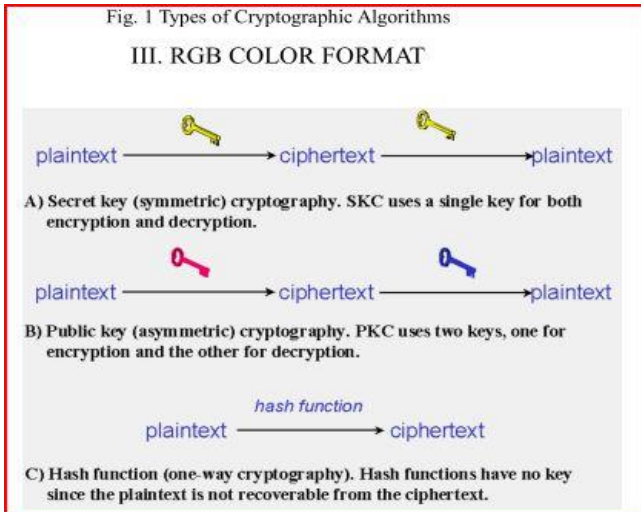 Fig. 1 Types of Cryptographic Algorithms
III. RGB COLOR FORMAT
plaintext ciphertext plaintext
A) Secret key (symmetric) cryptography. SKC uses a single key for both
encryption and decryption.
plaintext ciphertext plaintext
B) Public key (asymmetric) cryptography. PKC uses two keys, one for
encryption and the other for decryption.
hash function
plaintext ciphertext
C) Hash function (one-way cryptography). Hash functions have no key
since the plaintext is not recoverable from the ciphertext.